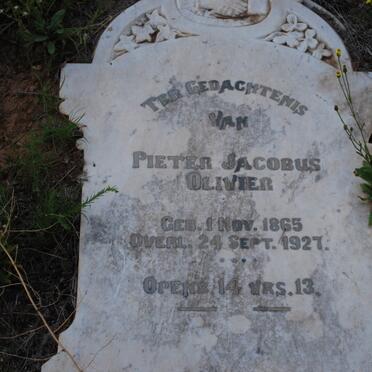 TER GEDACHTENIS
VAN
PIETER JACOBUS
OLIVIER
GEB. 1 NOV. 1865
OVERL. 24 SEPT. 1927.
OPENB. 14 VRS. 13.